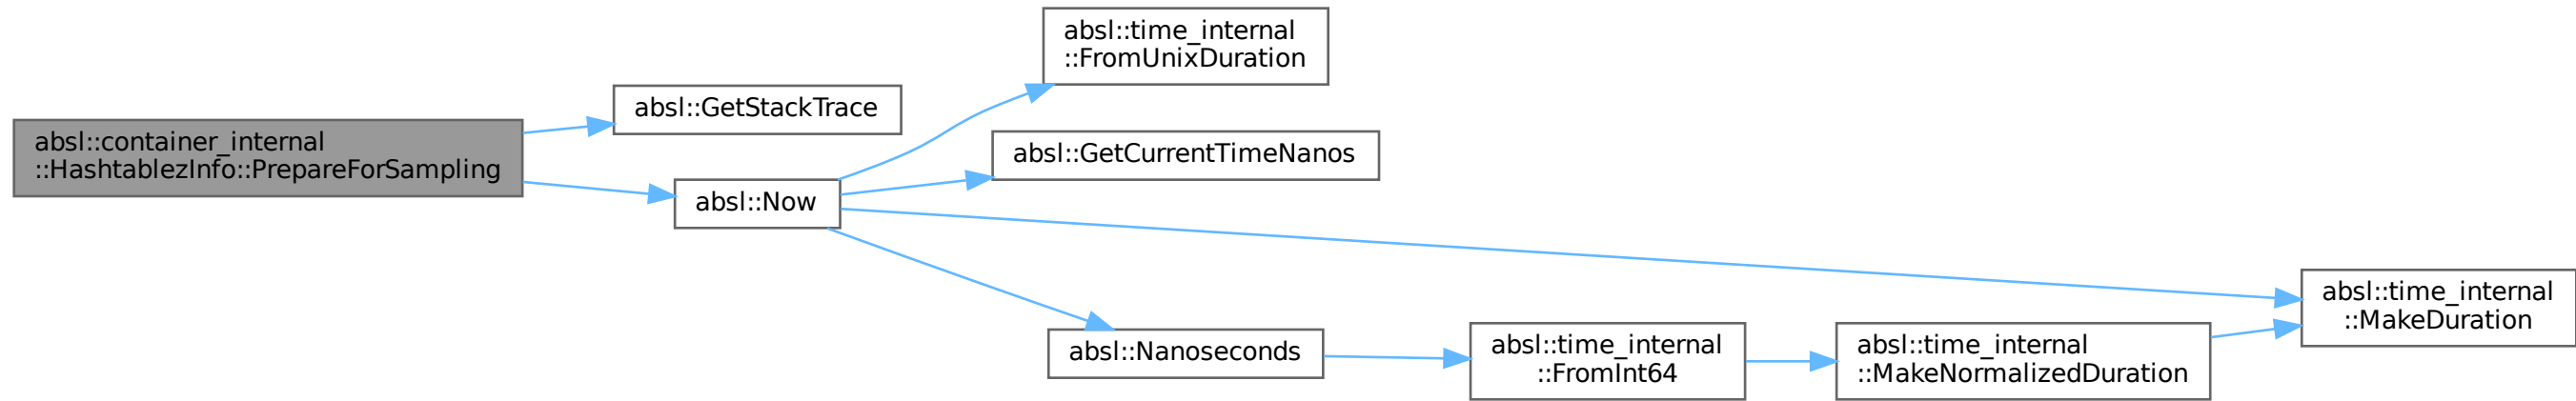 absl::container_internal
::HashtablezInfo::PrepareForSampling
absl::GetStackTrace
absl::Now
absl::time_internal
::FromUnixDuration
absl::GetCurrentTimeNanos
absl::Nanoseconds
absl::time_internal
::FromInt64
absl::time_internal
::MakeNormalizedDuration
absl::time_internal
::MakeDuration